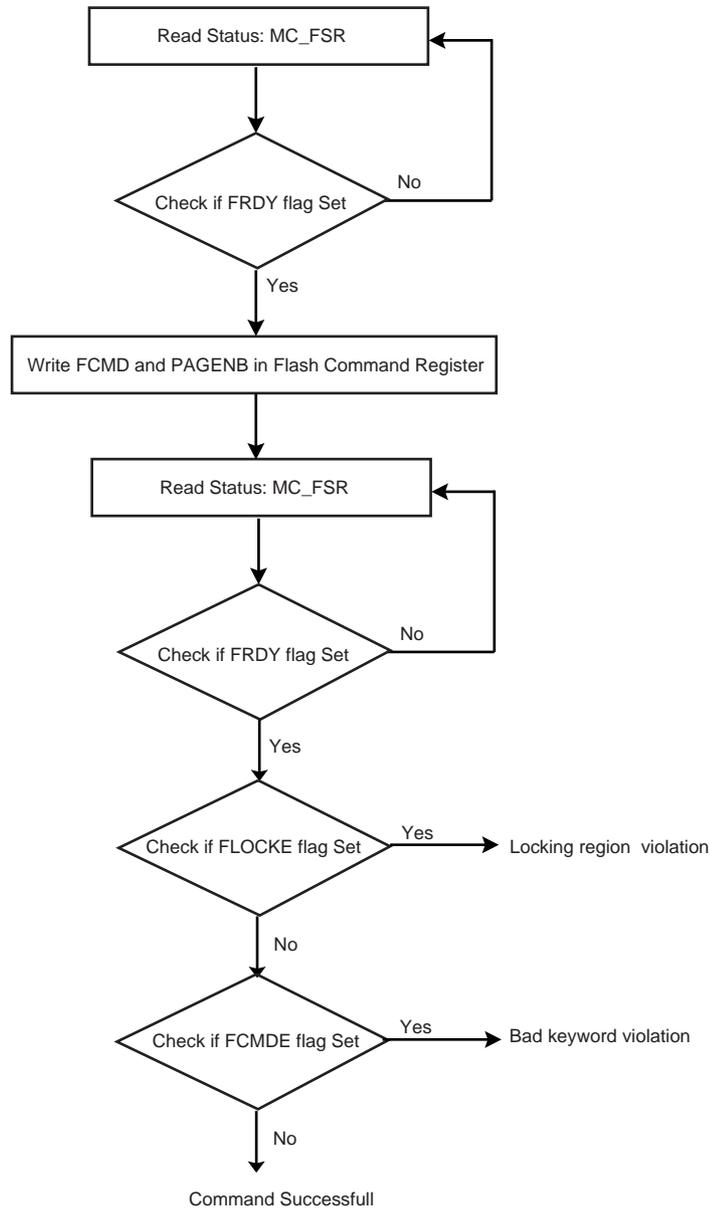 Read Status: MC_FSR
No
Check if FRDY flag Set
Yes
Write FCMD and PAGENB in Flash Command Register
Read Status: MC_FSR
No
Check if FRDY flag Set
Yes
Check if FLOCKE flag Set
Yes
Locking region violation
No
Check if FCMDE flag Set
Yes
Bad keyword violation
No
Command Successfull